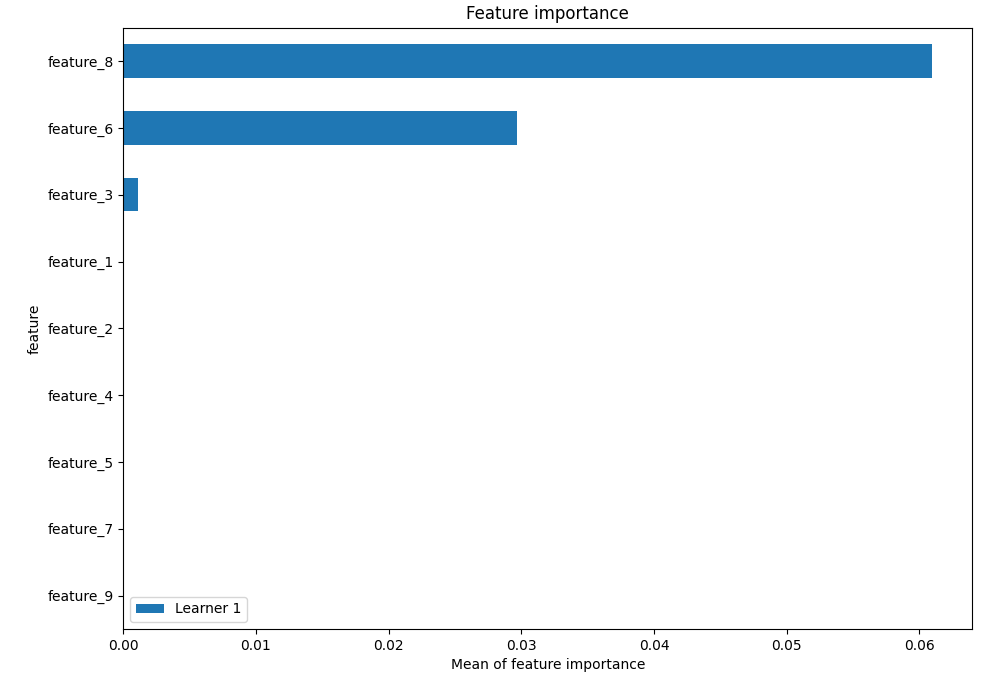 Feature importance
feature_8
feature_6
feature_3
feature_1
feature_2
feature_4
feature_5
feature_7
feature_9
feature
Learner 1
0.00 0.01 0.02 0.03 0.04 0.05 0.06
Mean of feature importance